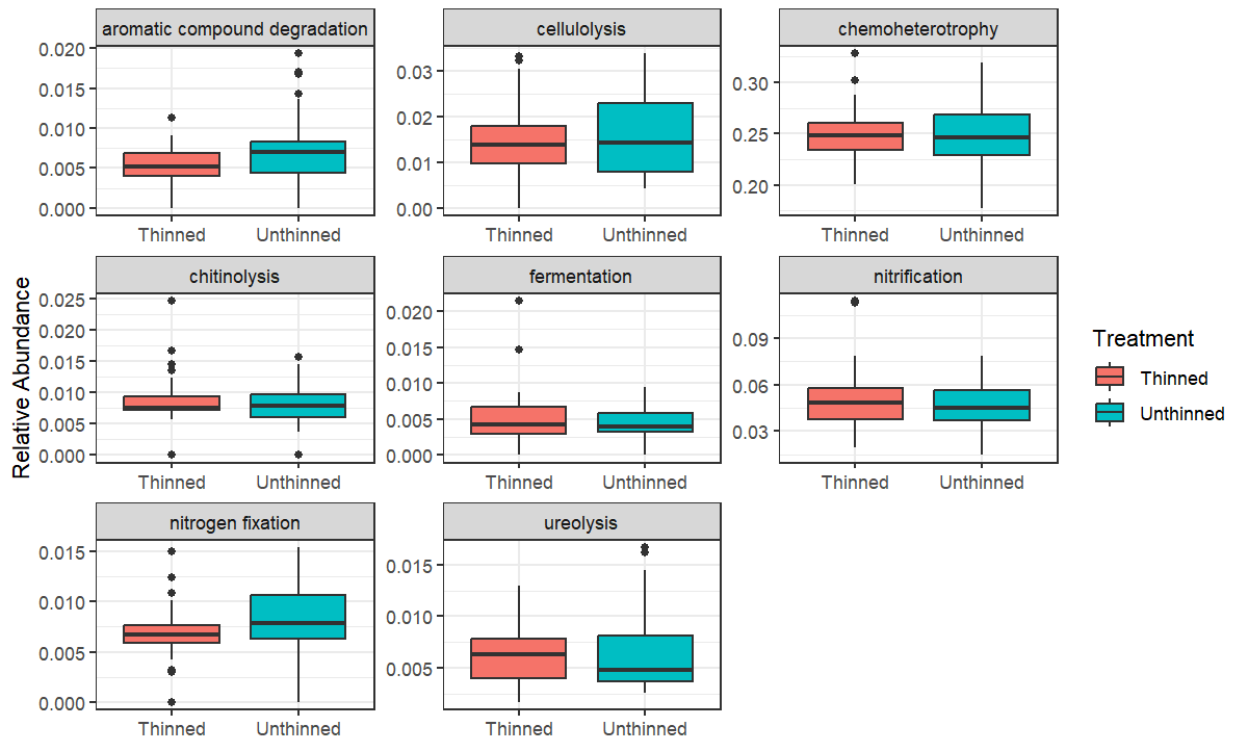 aromatic compound degradation
cellulolysis
chemoheterotrophy
0.020
0.015
0.010
0.005
0.000
0.03
0.02
0.01
0.00
0.30
0.25
0.20
Thinned
Unthinned
Thinned
Unthinned
Thinned
Unthinned
Relative Abundance
chitinolysis
fermentation
nitrification
0.025
0.020
0.015
0.010
0.005
0.000
0.020
0.015
0.010
0.005
0.000
0.09
0.06
0.03
Thinned
Unthinned
Thinned
Unthinned
Thinned
Unthinned
Treatment
Thinned
Unthinned
nitrogen fixation
ureolysis
0.015
0.010
0.005
0.000
0.015
0.010
0.005
Thinned
Unthinned
Thinned
Unthinned